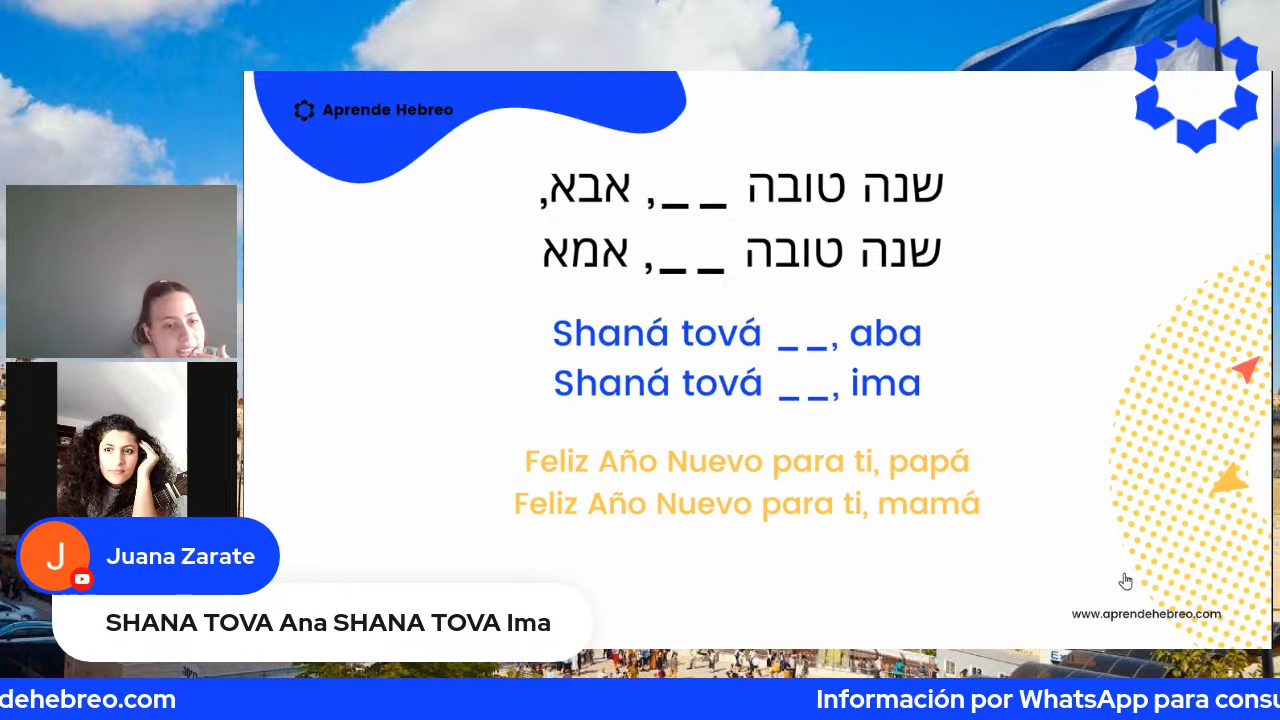 Aprende Hebreo
שנה טובה _ _, אבא,
שנה טובה _ _, אמא
Shaná tová _ _, aba
Shaná tová _ _, ima
Feliz Año Nuevo para ti, papá
Feliz Año Nuevo para ti, mamá
J
Juana Zarate
SHANA TOVA Ana SHANA TOVA Ima
www.aprendehebreo.com
dehebreo.com
Información por WhatsApp para consu